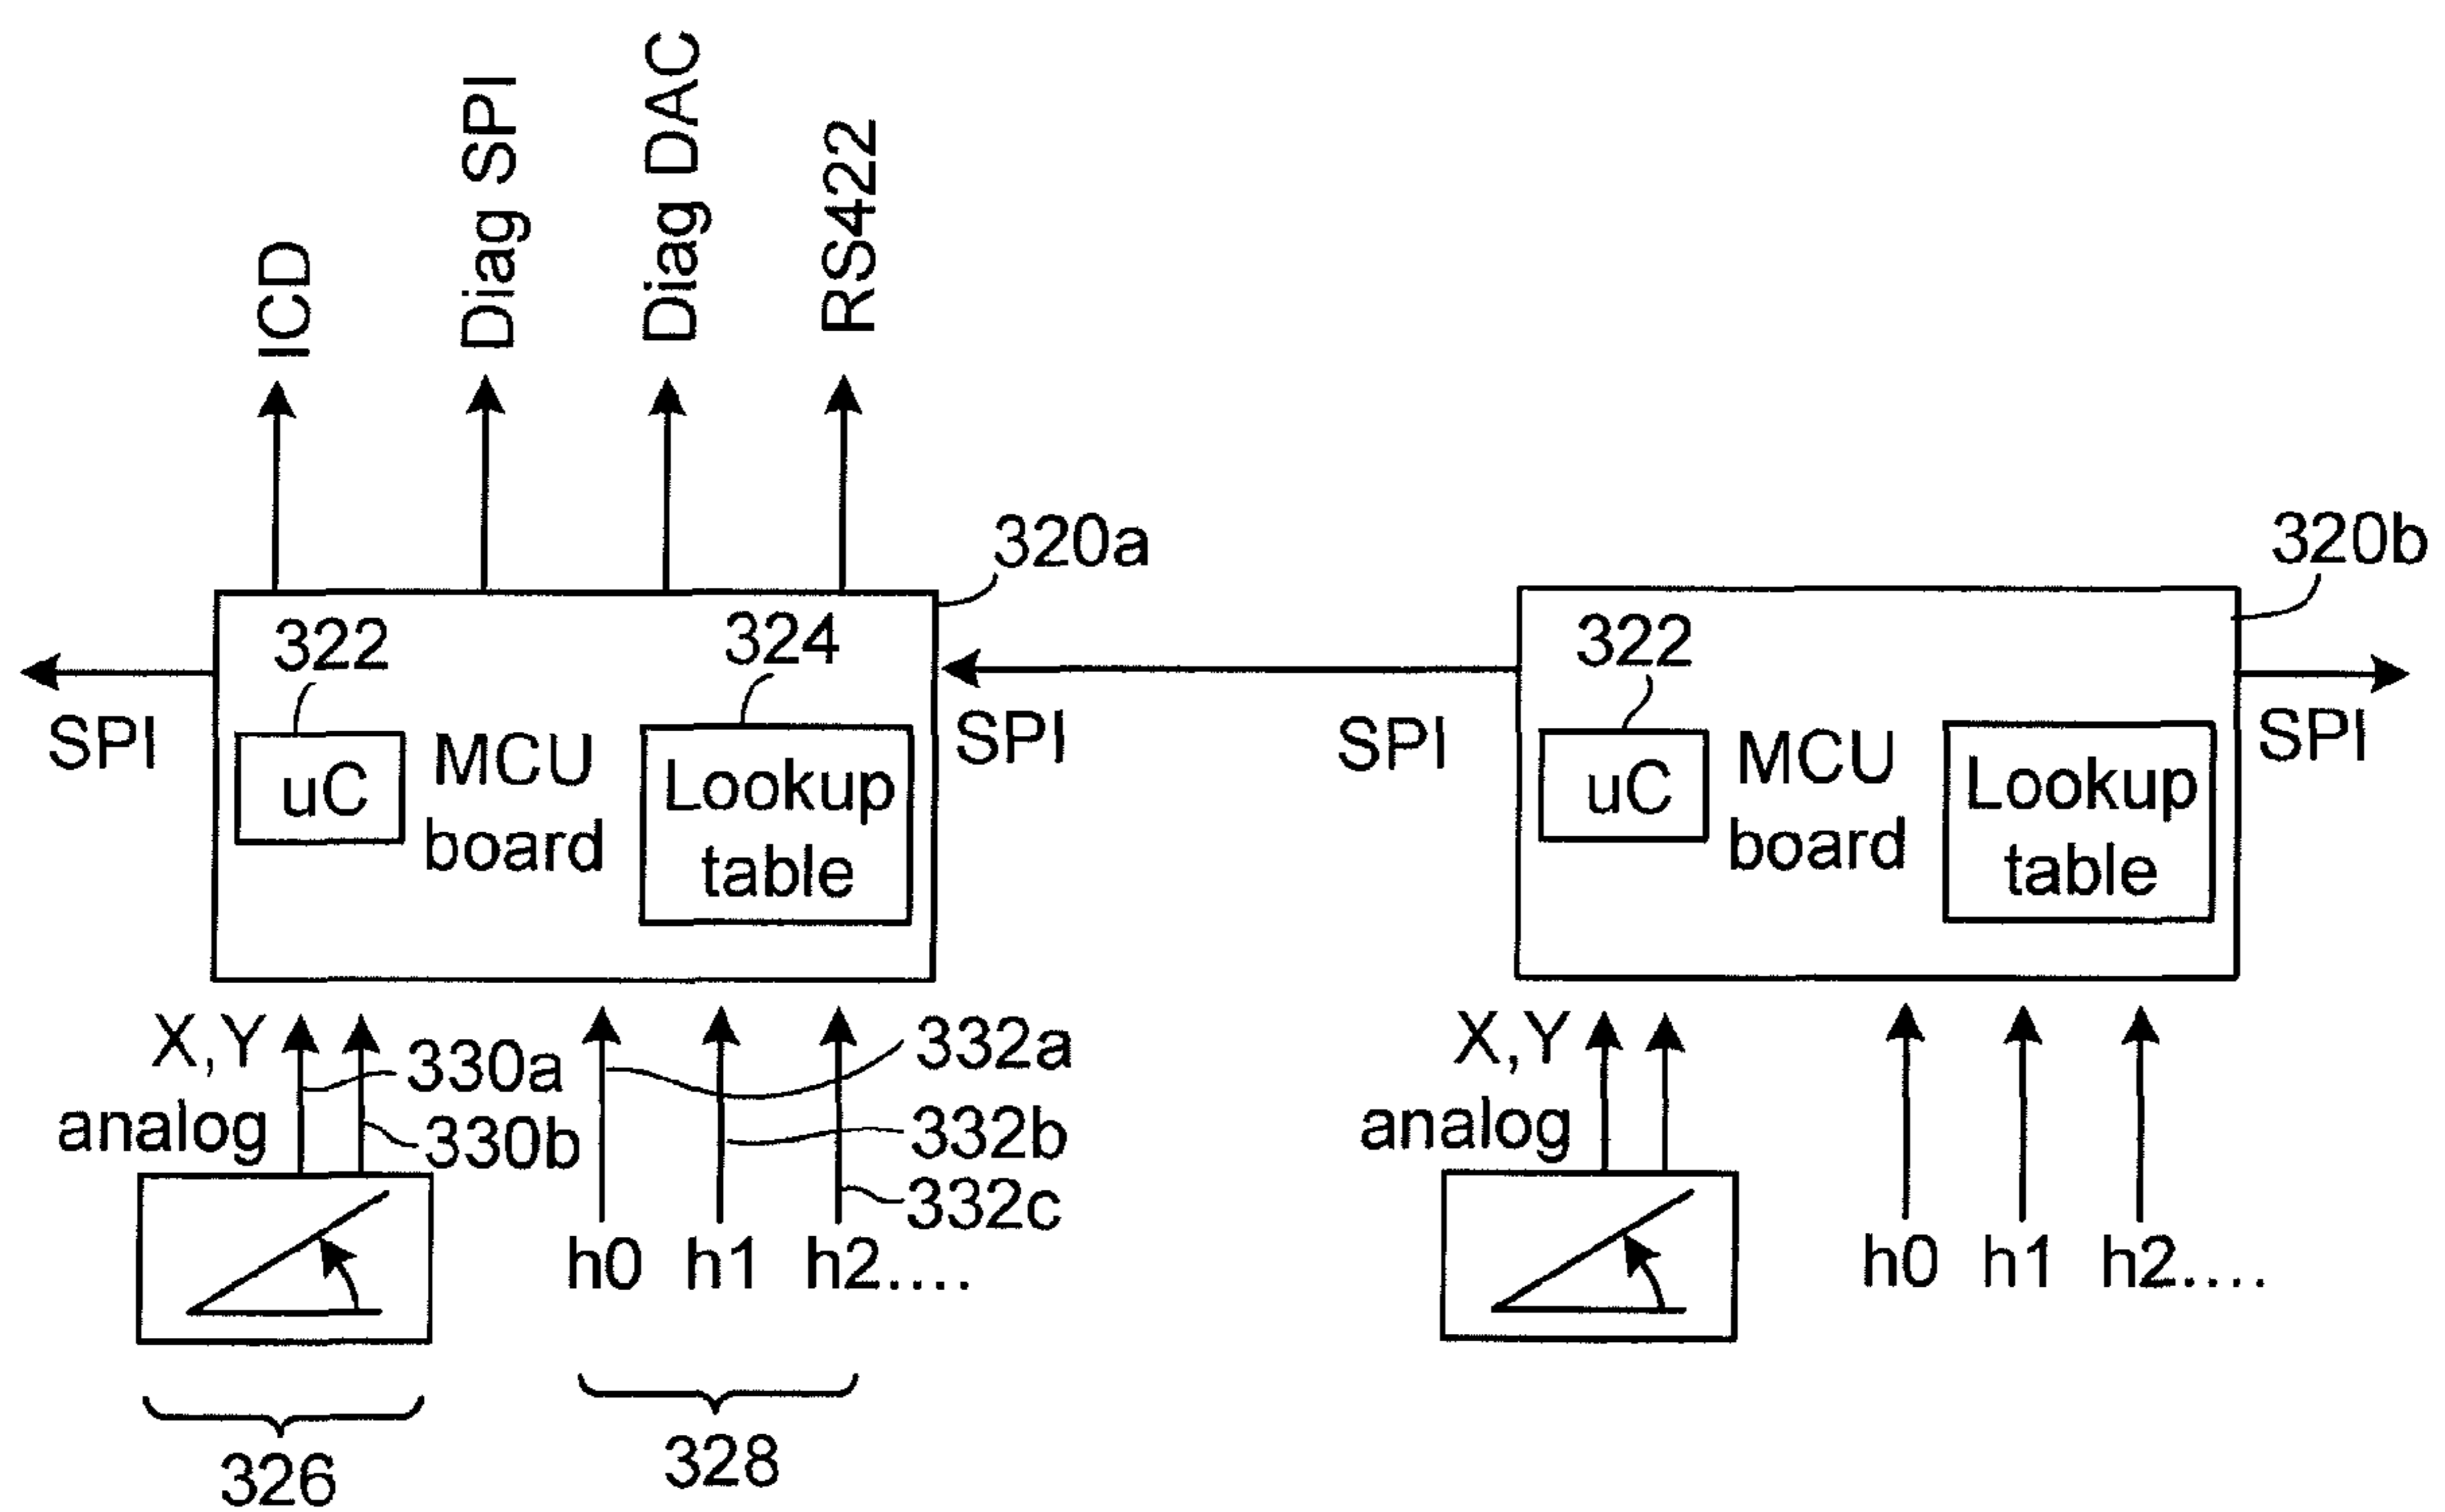 ICD
Diag SPI
Diag DAC
RS422
320a
320b
322
324
322
SPI
uC
MCU
board
Lookup
table
SPI
SPI
uC
MCU
board
Lookup
table
SPI
X,Y
analog
330a
330b
332a
332b
332c
h0
h1
h2....
X,Y
analog
h0
h1
h2....
326
328